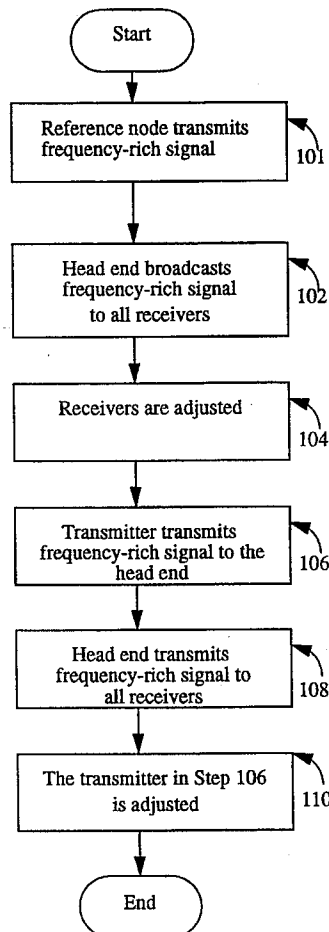 Start
Reference node transmits
frequency-rich signal
101
Head end broadcasts
frequency-rich signal
to all receivers
102
Receivers are adjusted
104
Transmitter transmits
frequency-rich signal to the
head end
106
Head end transmits
frequency-rich signal to
all receivers
108
The transmitter in Step 106
is adjusted
110
End